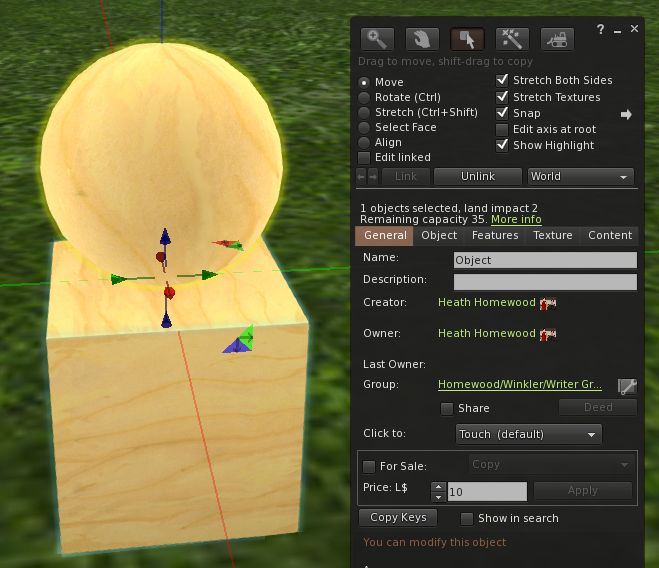 ?
Drag to move, shift-drag to copy
Move
Rotate (Ctrl)
Stretch (Ctrl+Shift)
Select Face
Align
Edit linked
Stretch Both Sides
Stretch Textures
Snap
Edit axis at root
Show Highlight
Link Unlink World
1 objects selected, land impact 2
Remaining capacity 35. More info
General Object Features Texture Content
Name: Object
Description:
Creator: Heath Homewood
Owner: Heath Homewood
Last Owner:
Group: Homewood/Winkler/Writer Gr...
Share Deed
Click to: Touch (default)
For Sale: Copy
Price: L$ 10 Apply
Copy Keys Show in search
You can modify this object